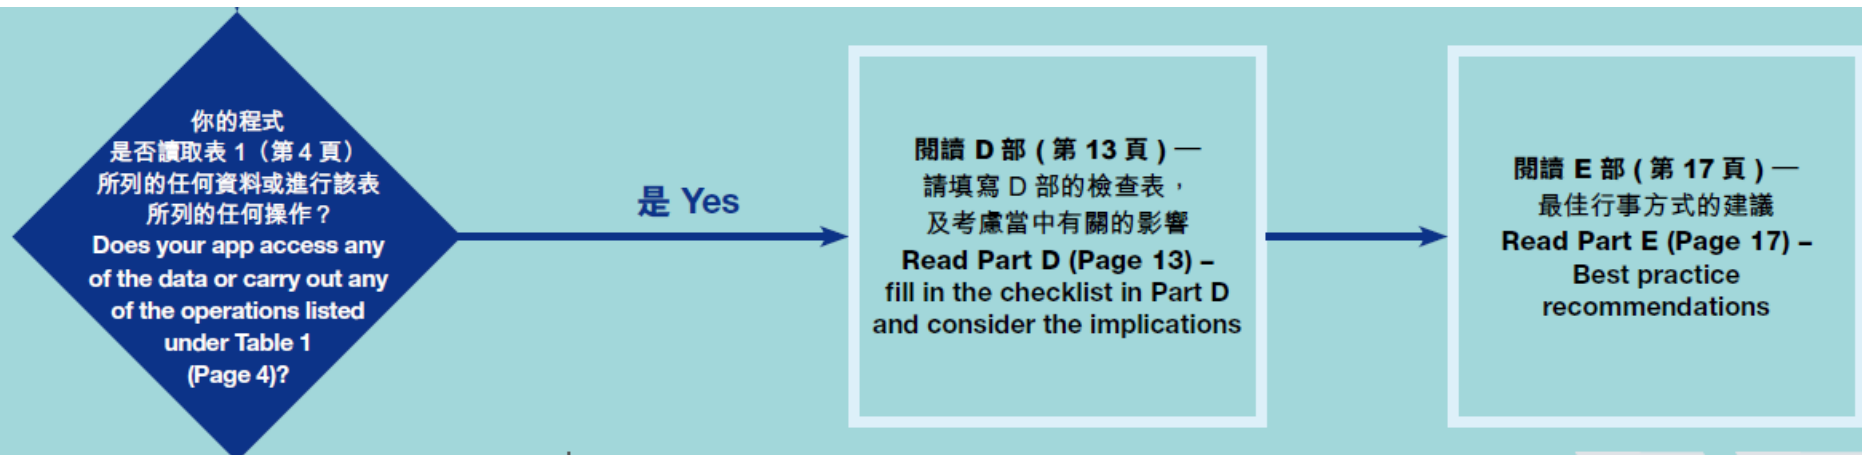 你的程式
是否讀取表 1（第 4 頁）
所列的任何資料或進行該表
所列的任何操作？
Does your app access any
of the data or carry out any
of the operations listed
under Table 1
(Page 4)?
是 Yes
閱讀 D 部 ( 第 13 頁 ) —
請填寫 D 部的檢查表，
及考慮當中有關的影響
Read Part D (Page 13) –
fill in the checklist in Part D
and consider the implications
閱讀 E 部 ( 第 17 頁 ) —
最佳行事方式的建議
Read Part E (Page 17) –
Best practice
recommendations